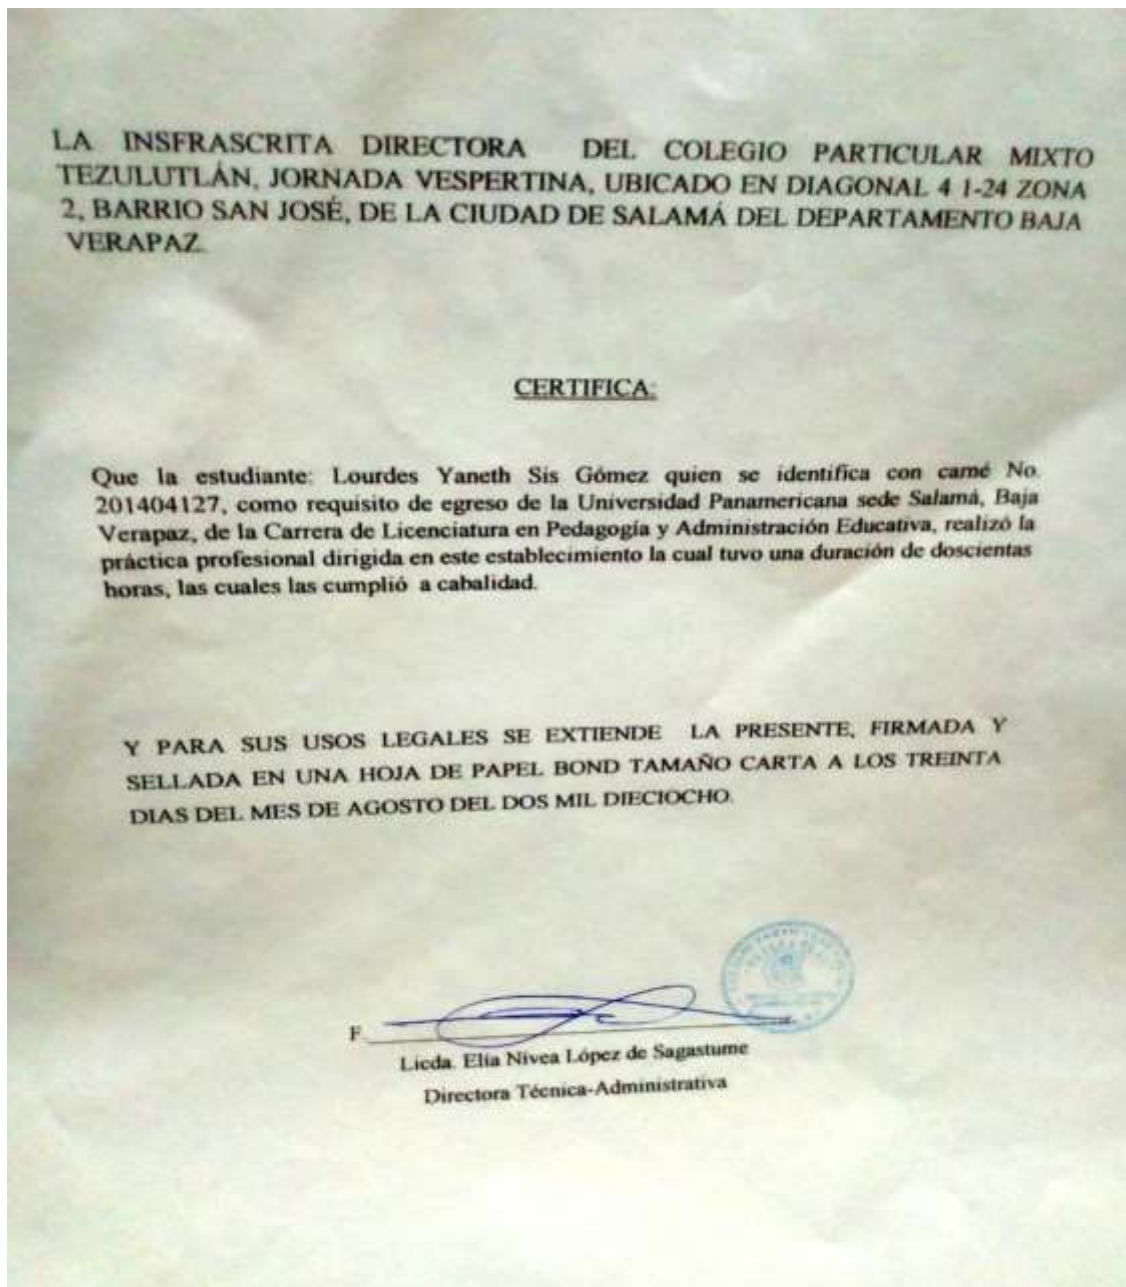 LA INSFRASCRITA DIRECTORA DEL COLEGIO PARTICULAR MIXTO
TEZULUTLÁN, JORNADA VESPERTINA, UBICADO EN DIAGONAL 4 1-24 ZONA
2, BARRIO SAN JOSÉ, DE LA CIUDAD DE SALAMÁ DEL DEPARTAMENTO BAJA
VERAPAZ.
CERTIFICA:
Que la estudiante: Lourdes Yaneth Sis Gómez quien se identifica con carné No.
201404127, como requisito de egreso de la Universidad Panamericana sede Salamá, Baja
Verapaz, de la Carrera de Licenciatura en Pedagogía y Administración Educativa, realizó la
práctica profesional dirigida en este establecimiento la cual tuvo una duración de doscientas
horas, las cuales las cumplió a cabalidad.
Y PARA SUS USOS LEGALES SE EXTIENDE LA PRESENTE, FIRMADA Y
SELLADA EN UNA HOJA DE PAPEL BOND TAMAÑO CARTA A LOS TREINTA
DIAS DEL MES DE AGOSTO DEL DOS MIL DIECIOCHO.
F.
Licda. Elia Nivea López de Sagastume
Directora Técnica-Administrativa